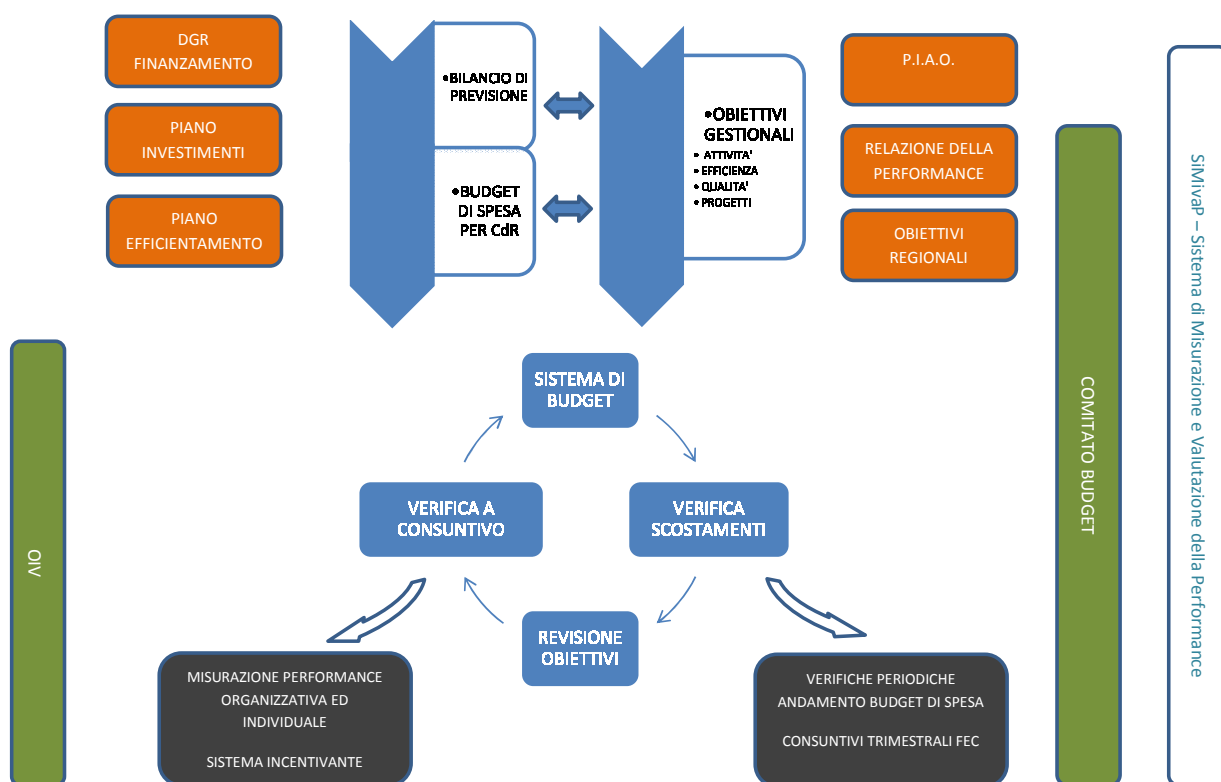 DGR
FINANZAMENTO
PIANO
INVESTIMENTI
PIANO
EFFICIENTAMENTO
•BILANCIO DI
PREVISIONE
•BUDGET
DI SPESA
PER CdR
•OBIETTIVI
GESTIONALI
• ATTIVITA'
• EFFICIENZA
• QUALITA'
• PROGETTI
P.I.A.O.
RELAZIONE DELLA
PERFORMANCE
OBIETTIVI
REGIONALI
SISTEMA DI
BUDGET
VERIFICA A
CONSUNTIVO
VERIFICA
SCOSTAMENTI
REVISIONE
OBIETTIVI
MISURAZIONE PERFORMANCE
ORGANIZZATIVA ED
INDIVIDUALE
SISTEMA INCENTIVANTE
VERIFICHE PERIODICHE
ANDAMENTO BUDGET DI SPESA
CONSUNTIVI TRIMESTRALI FEC
OIV
COMITATO BUDGET
SiMivaP – Sistema di Misurazione e Valutazione della Performance